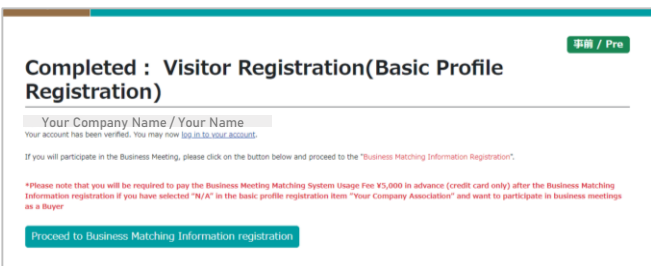 事前 / Pre
Completed : Visitor Registration(Basic Profile
Registration)
Your Company Name / Your Name
Your account has been verified. You may now log in to your account.
If you will participate in the Business Meeting, please click on the button below and proceed to the "Business Matching Information Registration".
*Please note that you will be required to pay the Business Meeting Matching System Usage Fee ¥5,000 in advance (credit card only) after the Business Matching
Information registration if you have selected "N/A" in the basic profile registration item "Your Company Association" and want to participate in business meetings
as a Buyer
Proceed to Business Matching Information registration